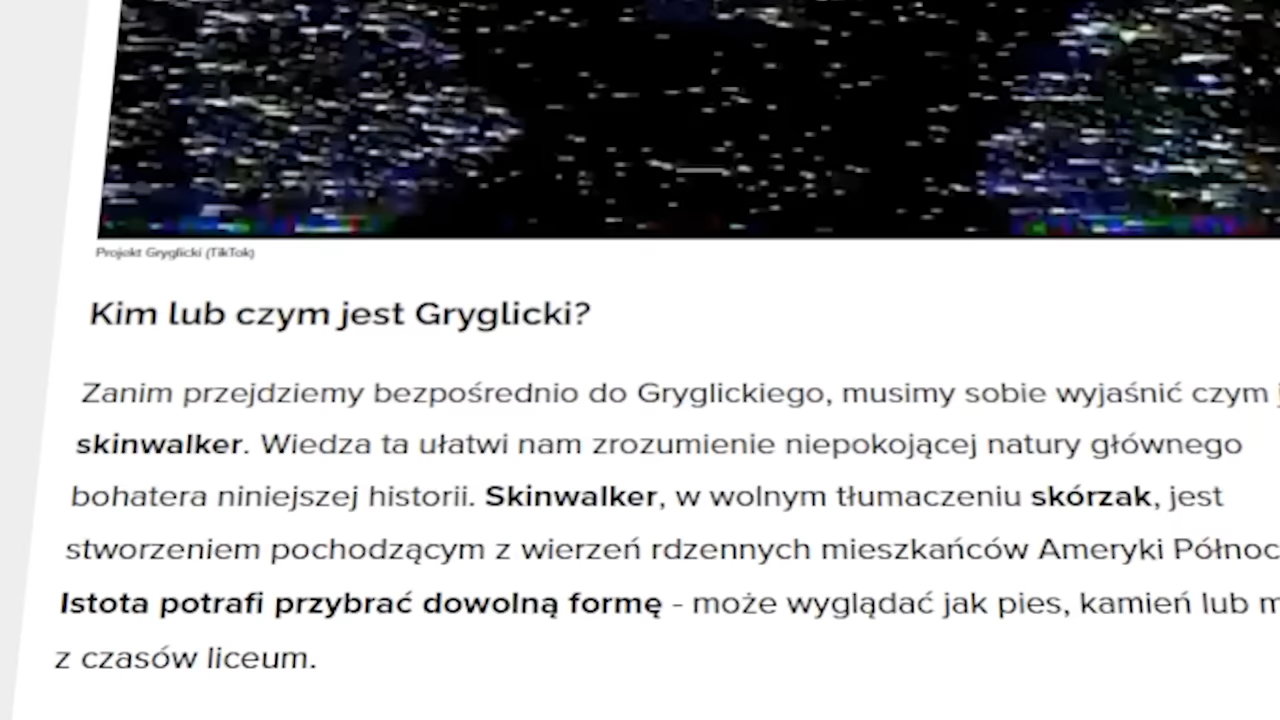 Projekt Gryglicki (TikTok)
Kim lub czym jest Gryglicki?
Zanim przejdziemy bezpośrednio do Gryglickiego, musimy sobie wyjaśnić czym
skinwalker. Wiedza ta ułatwi nam zrozumienie niepokojącej natury głównego
bohatera niniejszej historii. Skinwalker, w wolnym tłumaczeniu skórzak, jest
stworzeniem pochodzącym z wierzeń rdzennych mieszkańców Ameryki Północ
Istota potrafi przybrać dowolną formę - może wyglądać jak pies, kamień lub
z czasów liceum.